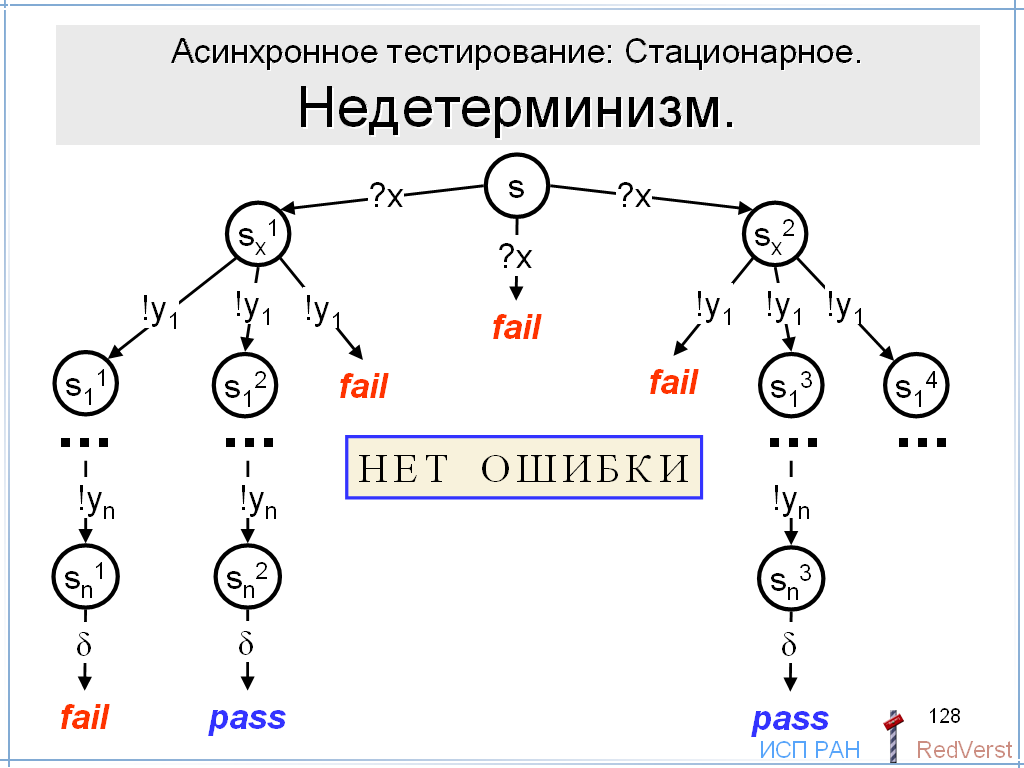 Асинхронное тестирование: Стационарное.
Недетерминизм.
s
?x ?x
sx1 ?x sx2
!y1 !y1 !y1 fail !y1 !y1 !y1
s11 s12 fail fail s13 s14
... ... ... ...
НЕТ ОШИБКИ
!yn !yn !yn
sn1 sn2 sn3
δ δ δ
fail pass pass 128
ИСП РАН RedVerst